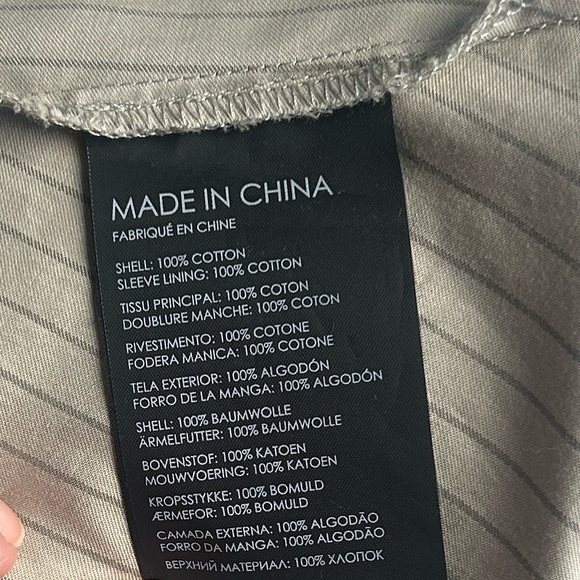 MADE IN CHINA
FABRIQUÉ EN CHINE
SHELL: 100% COTTON
SLEEVE LINING: 100% COTTON
TISSU PRINCIPAL: 100% COTON
DOUBLURE MANCHE: 100% COTON
RIVESTIMENTO: 100% COTONE
FODERA MANICA: 100% COTONE
TELA EXTERIOR: 100% ALGODÓN
FORRO DE LA MANGA: 100% ALGODÓN
SHELL: 100% BAUMWOLLE
ÄRMELFUTTER: 100% BAUMWOLLE
BOVENSTOF: 100% KATOEN
MOUWVOERING: 100% KATOEN
KROPSSTYKKE: 100% BOMULD
ÆRMEFOR: 100% BOMULD
CAMADA EXTERNA: 100% ALGODÃO
FORRO DA MANGA: 100% ALGODÃO
ВЕРХНИЙ МАТЕРИАЛ: 100% ХЛОПОК